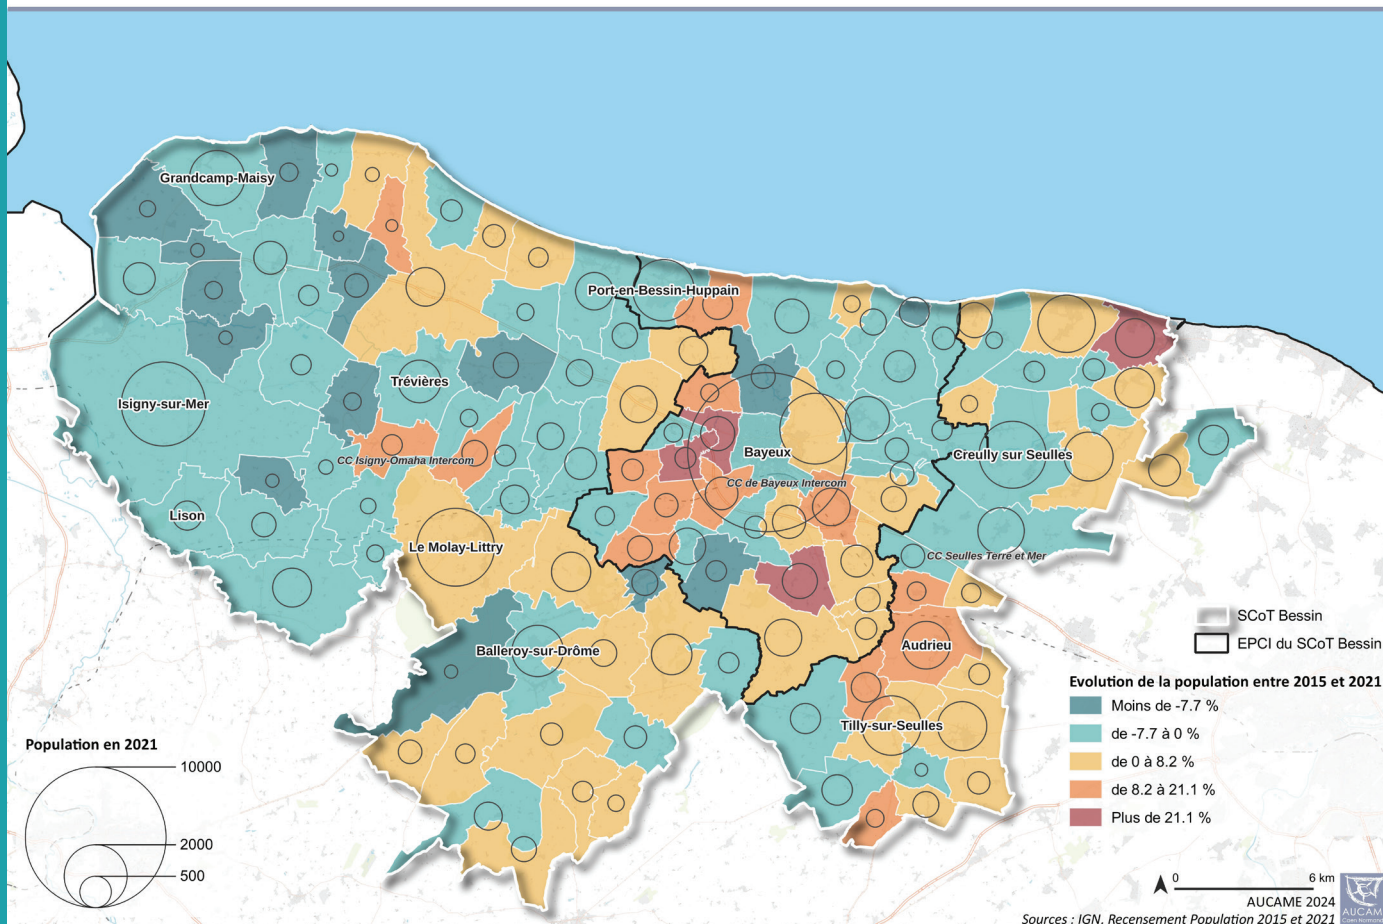 Grandcamp-Maisy
Port-en-Bessin-Huppain
Trévières
Isigny-sur-Mer
CC Isigny-Omaha Intercom
Bayeux
CC de Bayeux Intercom
Creully sur Seulles
Lison
Le Molay-Littry
CC Seulles Terre et Mer
Balleroy-sur-Drôme
Audrieu
Tilly-sur-Seulles
SCoT Bessin
EPCI du SCoT Bessin
Evolution de la population entre 2015 et 2021
Moins de -7.7 %
de -7.7 à 0 %
de 0 à 8.2 %
de 8.2 à 21.1 %
Plus de 21.1 %
Population en 2021
10000
2000
500
0 6 km
AUCAME 2024
Sources : IGN, Recensement Population 2015 et 2021
AUCAME
Caen Normandie